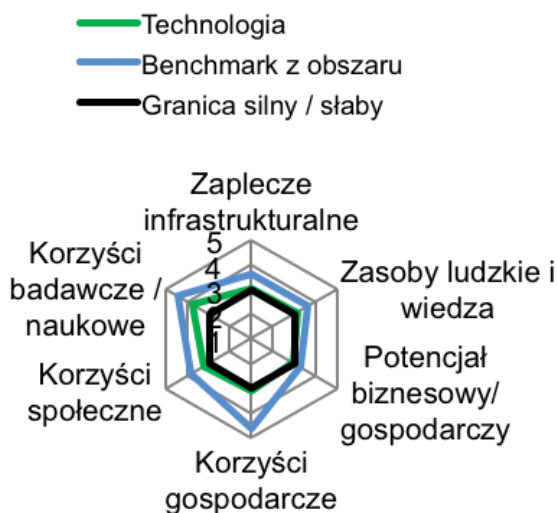 Technologia
Benchmark z obszaru
Granica silny / słaby
Zaplecze
infrastrukturalne
5
4
3
2
1
Korzyści
badawcze /
naukowe
Zasoby ludzkie i
wiedza
Korzyści
społeczne
Potencjał
biznesowy/
gospodarczy
Korzyści
gospodarcze